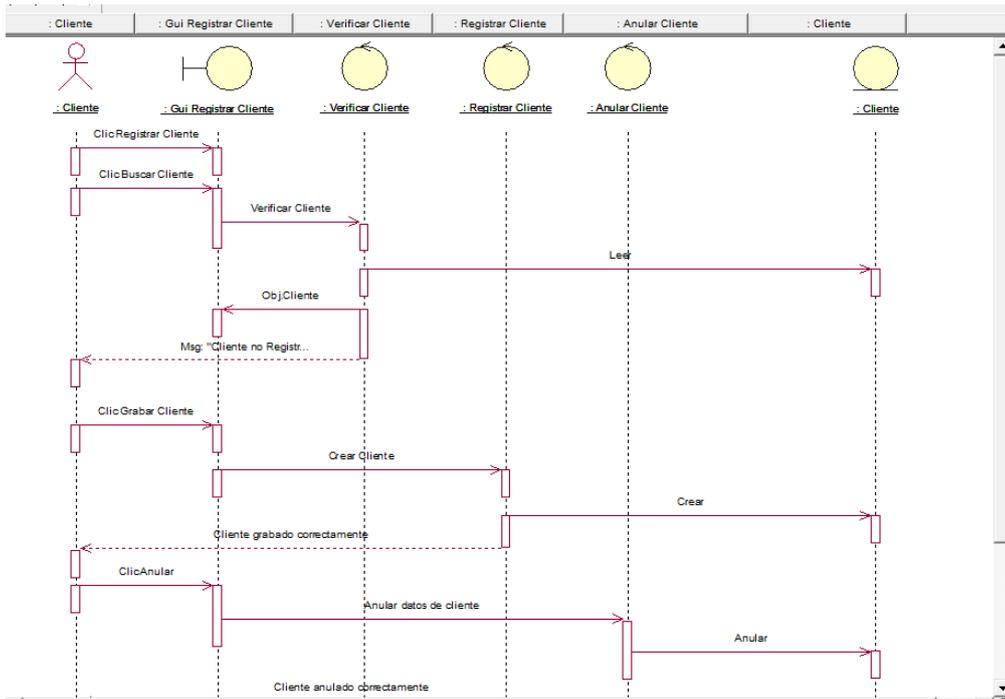 : Cliente
: Gui Registrar Cliente
: Verificar Cliente
: Registrar Cliente
: Anular Cliente
: Cliente
: Cliente
: Gui Registrar Cliente
: Verificar Cliente
: Registrar Cliente
: Anular Cliente
: Cliente
Clic Registrar Cliente
Clic Buscar Cliente
Verificar Cliente
Leer
Obj.Cliente
Msg: "Cliente no Registr...
Clic Grabar Cliente
Crear Cliente
Crear
Cliente grabado correctamente
Clic Anular
Anular datos de cliente
Anular
Cliente anulado correctamente